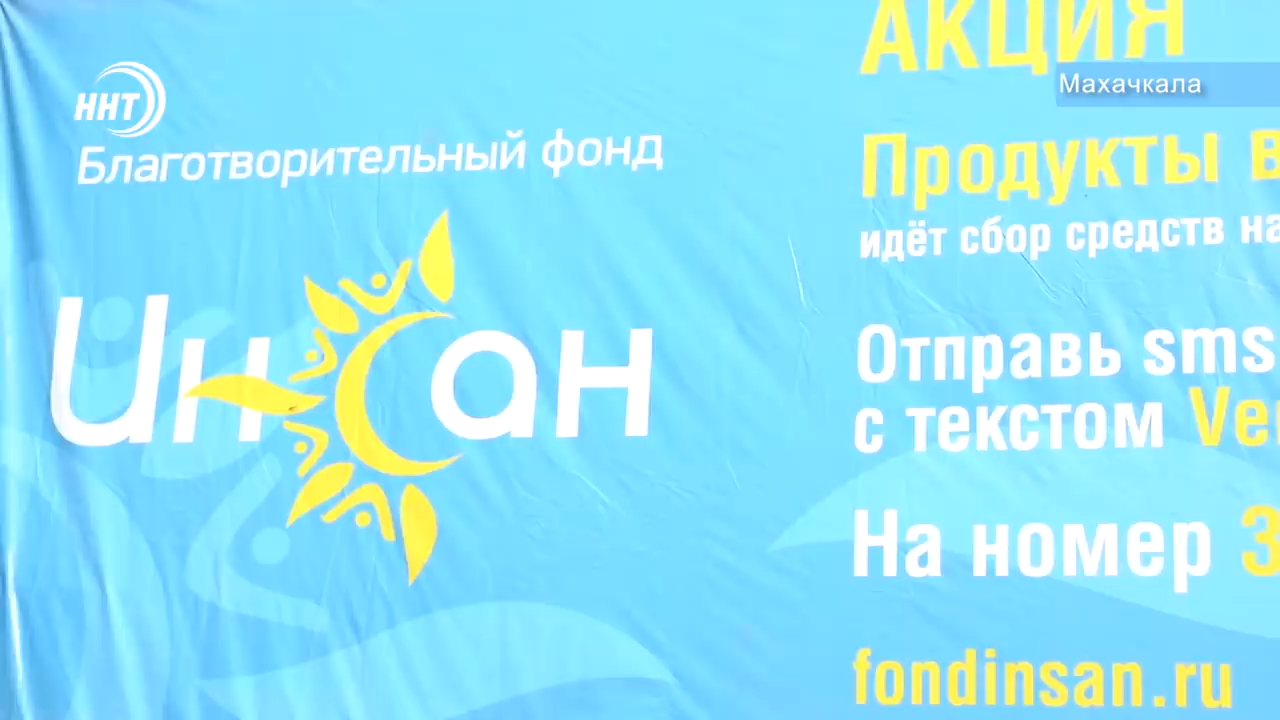 ННТ
Благотворительный фонд
Инсан
АКЦИЯ
Махачкала
Продукты в
идёт сбор средств на
Отправь sms
с текстом
На номер
fondinsan.ru